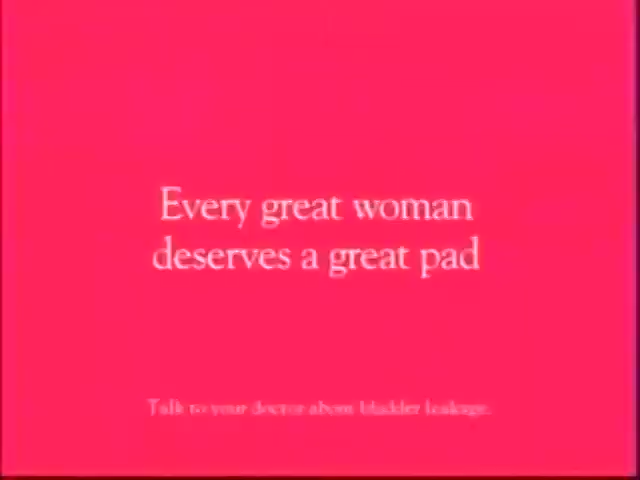 Every great woman
deserves a great pad
Talk to your doctor about bladder leakage.